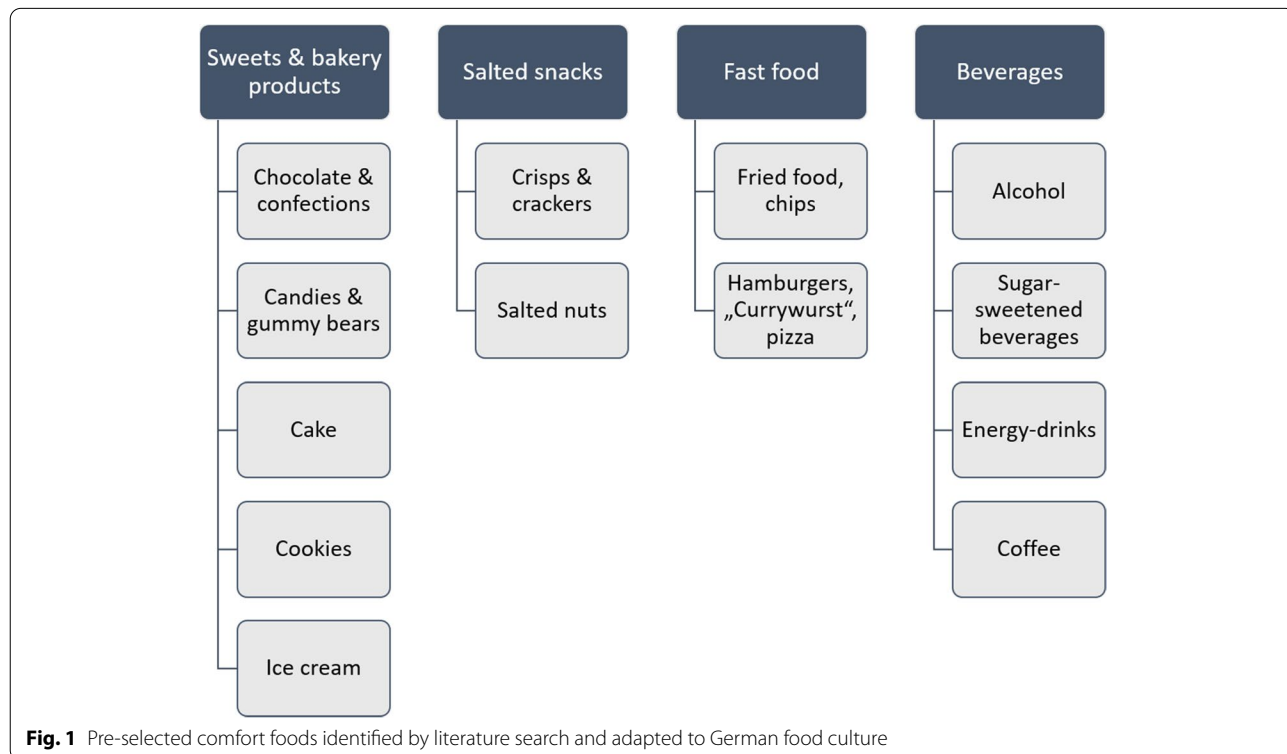 Sweets & bakery
products
Chocolate &
confections
Candies &
gummy bears
Cake
Cookies
Ice cream
Salted snacks
Crisps &
crackers
Salted nuts
Fast food
Fried food,
chips
Hamburgers,
„Currywurst“,
pizza
Beverages
Alcohol
Sugar-
sweetened
beverages
Energy-drinks
Coffee
Fig. 1 Pre-selected comfort foods identified by literature search and adapted to German food culture